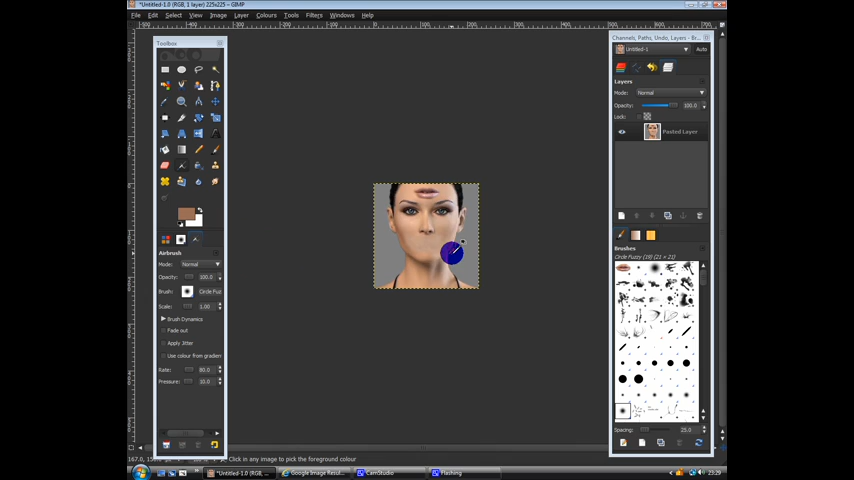 *Untitled-1.0 (RGB, 1 layer) 225x225 – GIMP
File Edit Select View Image Layer Colours Tools Filters Windows Help
Toolbox
Airbrush
Mode: Normal
Opacity: 100.0
Brush: Circle Fuz
Scale: 1.00
Brush Dynamics
Fade out
Apply Jitter
Use colour from gradien
Rate: 80.0
Pressure: 10.0
Channels, Paths, Undo, Layers - Br...
Untitled-1 Auto
Layers
Mode: Normal
Opacity: 100.0
Lock:
Pasted Layer
Brushes
Circle Fuzzy (19) (21 × 21)
Spacing: 25.0
Click in any image to pick the foreground colour
*Untitled-1.0 (RGB, ...
Google Image Resul...
CamStudio
Flashing
23:29